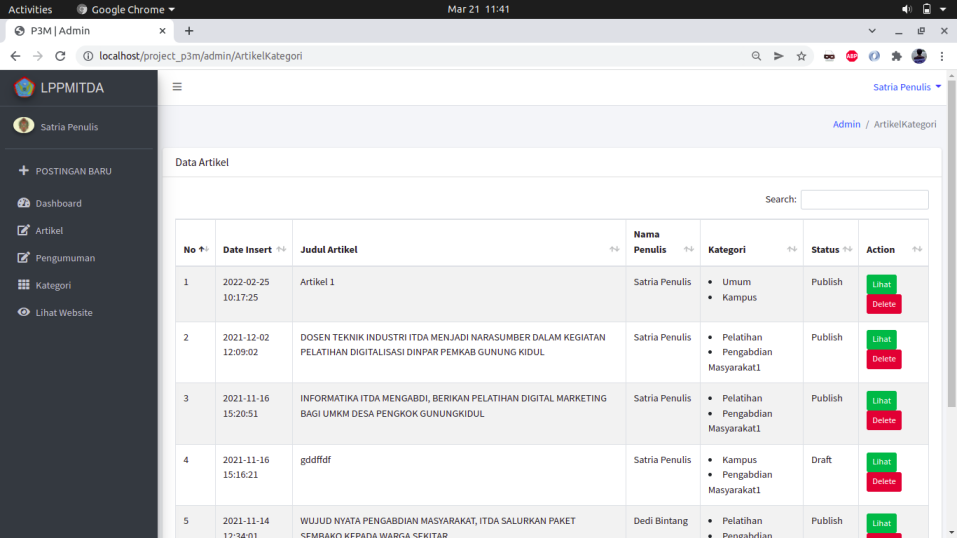 Activities Google Chrome Mar 21 11:41
P3M | Admin
localhost/project_p3m/admin/ArtikelKategori
ABP
LPPMITDA
Satria Penulis
Satria Penulis
Admin / ArtikelKategori
POSTINGAN BARU
Dashboard
Artikel
Pengumuman
Kategori
Lihat Website
Data Artikel
Search:
No Date Insert Judul Artikel Nama Penulis Kategori Status Action
1 2022-02-25 Artikel 1 Satria Penulis • Umum Publish Lihat
10:17:25 • Kampus Delete
2 2021-12-02 DOSEN TEKNIK INDUSTRI ITDA MENJADI NARASUMBER DALAM KEGIATAN Satria Penulis • Pelatihan Publish Lihat
12:09:02 PELATIHAN DIGITALISASI DINPAR PEMKAB GUNUNG KIDUL • Pengabdian Delete
Masyarakat1
3 2021-11-16 INFORMATIKA ITDA MENGABDI, BERIKAN PELATIHAN DIGITAL MARKETING Satria Penulis • Pelatihan Publish Lihat
15:20:51 BAGI UMKM DESA PENGKOK GUNUNGKIDUL • Pengabdian Delete
Masyarakat1
4 2021-11-16 gddffdf Satria Penulis • Kampus Draft Lihat
15:16:21 • Pengabdian Delete
Masyarakat1
5 2021-11-14 WUJUD NYATA PENGABDIAN MASYARAKAT, ITDA SALURKAN PAKET Dedi Bintang • Pelatihan Publish Lihat
12:34:01 SEMBAKO KEPADA WARGA SEKITAR • Pengabdian